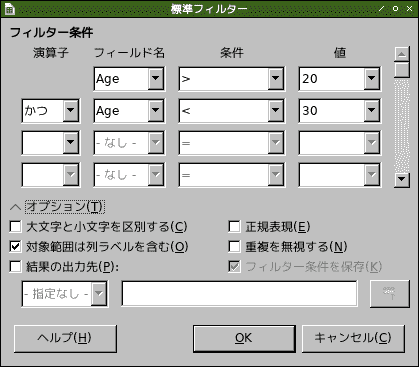 標準フィルター
フィルター条件
演算子 フィールド名 条件 値
Age > 20
かつ Age < 30
- なし - =
- なし - =
オプション(T)
大文字と小文字を区別する(C) 正規表現(E)
対象範囲は列ラベルを含む(O) 重複を無視する(N)
結果の出力先(P): フィルター条件を保存(K)
- 指定なし -
ヘルプ(H) OK キャンセル(C)